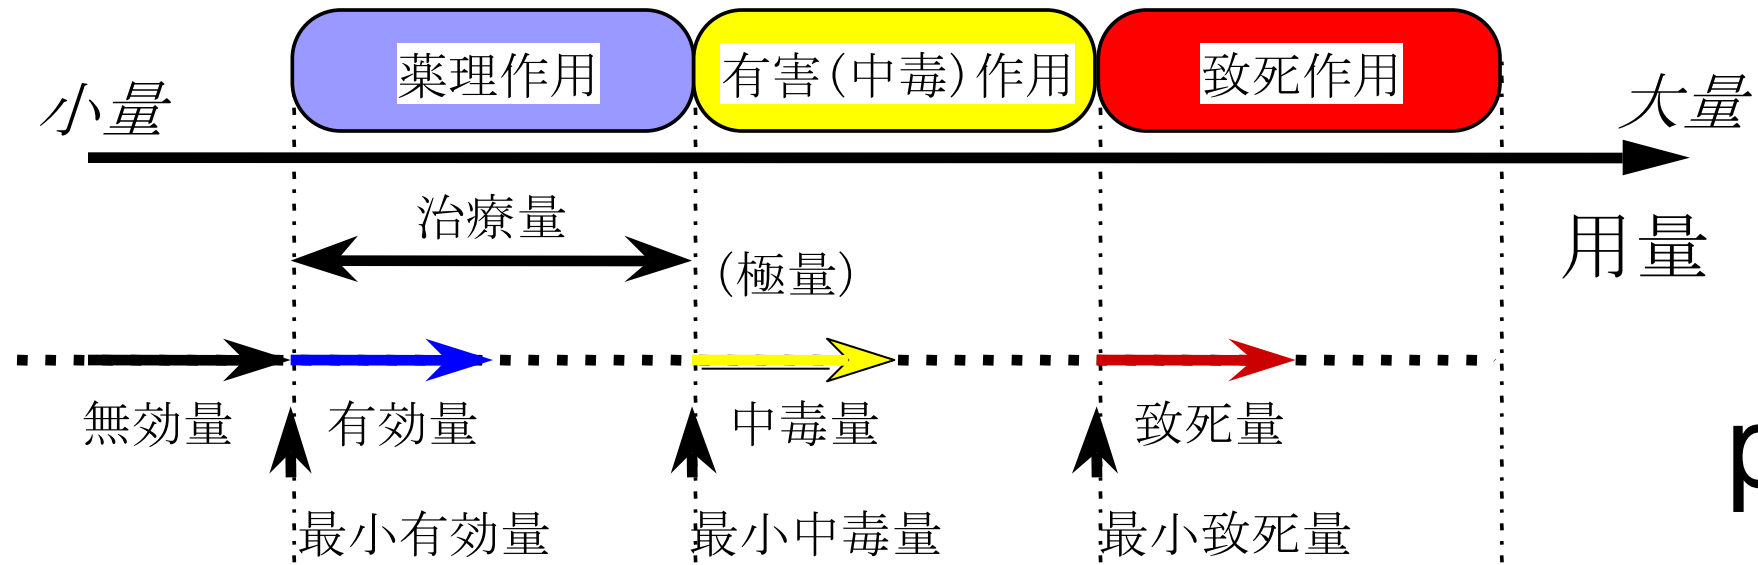 薬理作用
有害(中毒)作用
致死作用
小量
大量
治療量
用量
(極量)
無効量
有効量
中毒量
致死量
p
最小有効量
最小中毒量
最小致死量